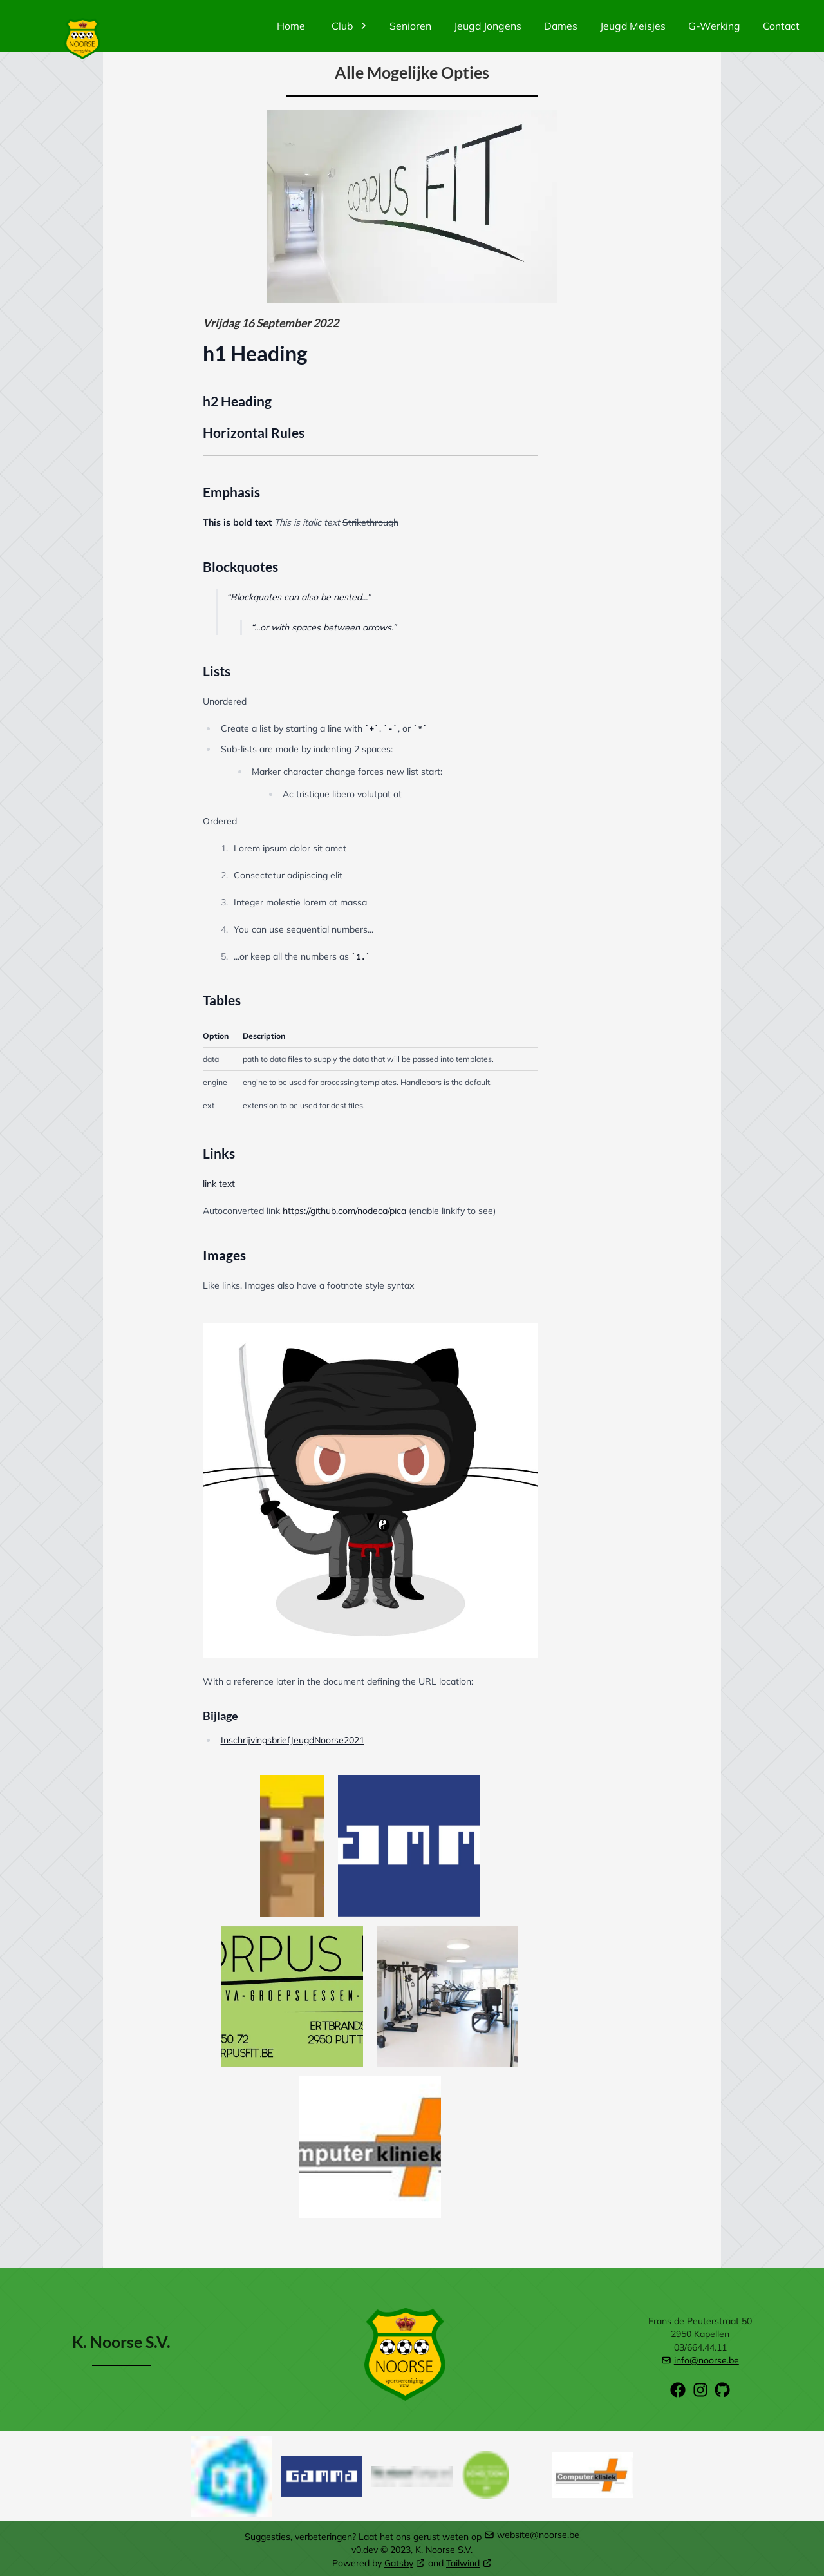 NOORSE
Home Club Senioren Jeugd Jongens Dames Jeugd Meisjes G-Werking Contact
Alle Mogelijke Opties
CORPUS FIT
Vrijdag 16 September 2022
h1 Heading
h2 Heading
Horizontal Rules
Emphasis
This is bold text This is italic text Strikethrough
Blockquotes
“Blockquotes can also be nested...”
“...or with spaces between arrows.”
Lists
Unordered
Create a list by starting a line with `+`, `-`, or `*`
Sub-lists are made by indenting 2 spaces:
Marker character change forces new list start:
Ac tristique libero volutpat at
Ordered
1. Lorem ipsum dolor sit amet
2. Consectetur adipiscing elit
3. Integer molestie lorem at massa
4. You can use sequential numbers...
5. ...or keep all the numbers as `1.`
Tables
Option Description
data path to data files to supply the data that will be passed into templates.
engine engine to be used for processing templates. Handlebars is the default.
ext extension to be used for dest files.
Links
link text
Autoconverted link https://github.com/nodeca/pica (enable linkify to see)
Images
Like links, Images also have a footnote style syntax
With a reference later in the document defining the URL location:
Bijlage
InschrijvingsbriefJeugdNoorse2021
AMM
ORPUS
VA-GROEPSLESSEN-
ERTBRANDS
50 72 2950 PUTT
RPUSFIT.BE
mputer kliniek
K. Noorse S.V.
NOORSE
sportvereniging
vzw
Frans de Peuterstraat 50
2950 Kapellen
03/664.44.11
info@noorse.be
GAMMA
Computer kliniek
Suggesties, verbeteringen? Laat het ons gerust weten op website@noorse.be
v0.dev © 2023, K. Noorse S.V.
Powered by Gatsby and Tailwind